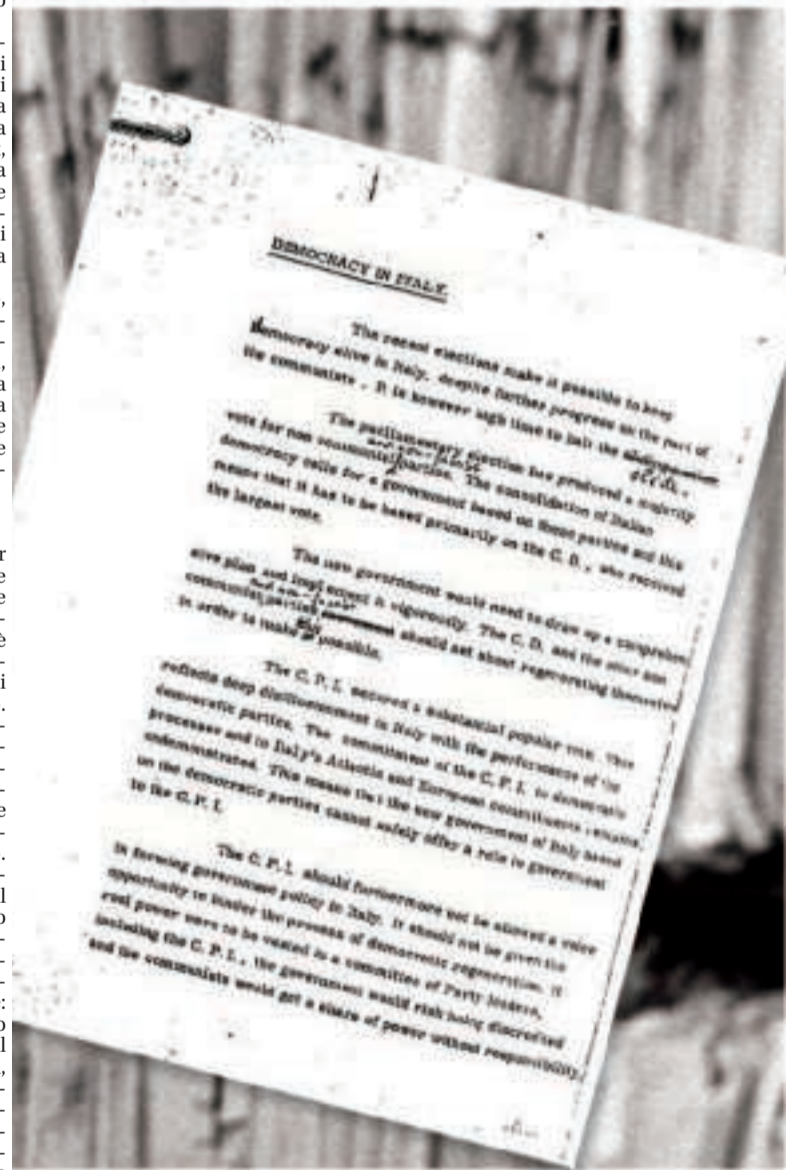 DEMOCRACY IN ITALY
The recent elections make it possible to keep
democracy alive in Italy, despite further progress on the part of
the communists. It is however high time to halt the
The parliamentary election has produced a majority
and non-fascist
vote for non communist parties. The consolidation of Italian
democracy calls for a government based on these parties and this
means that it has to be based primarily on the C. D., who received
the largest vote.
The new government would need to draw up a comprehen
sive plan and implement it vigorously. The C. D. and the other non
and non-fascist
communist parties should set about regenerating themselves
in order to make possible.
The C. P. I. secured a substantial popular vote. This
reflects deep disillusionment in Italy with the performance of the
democratic parties. The commitment of the C. P. I. to democratic
processes and to Italy's Atlantic and European constituents remains
undemonstrated. This means that the new government of Italy based
on the democratic parties cannot safely offer a role in government
to the C. P. I.
The C. P. I. should furthermore not be allowed a voice
in forming government policy in Italy. It should not be given the
opportunity to hinder the process of democratic regeneration. If
real power were to be vested in a committee of Party leaders,
including the C. P. I., the government would risk being discredited
and the communists would get a share of power without responsibility.